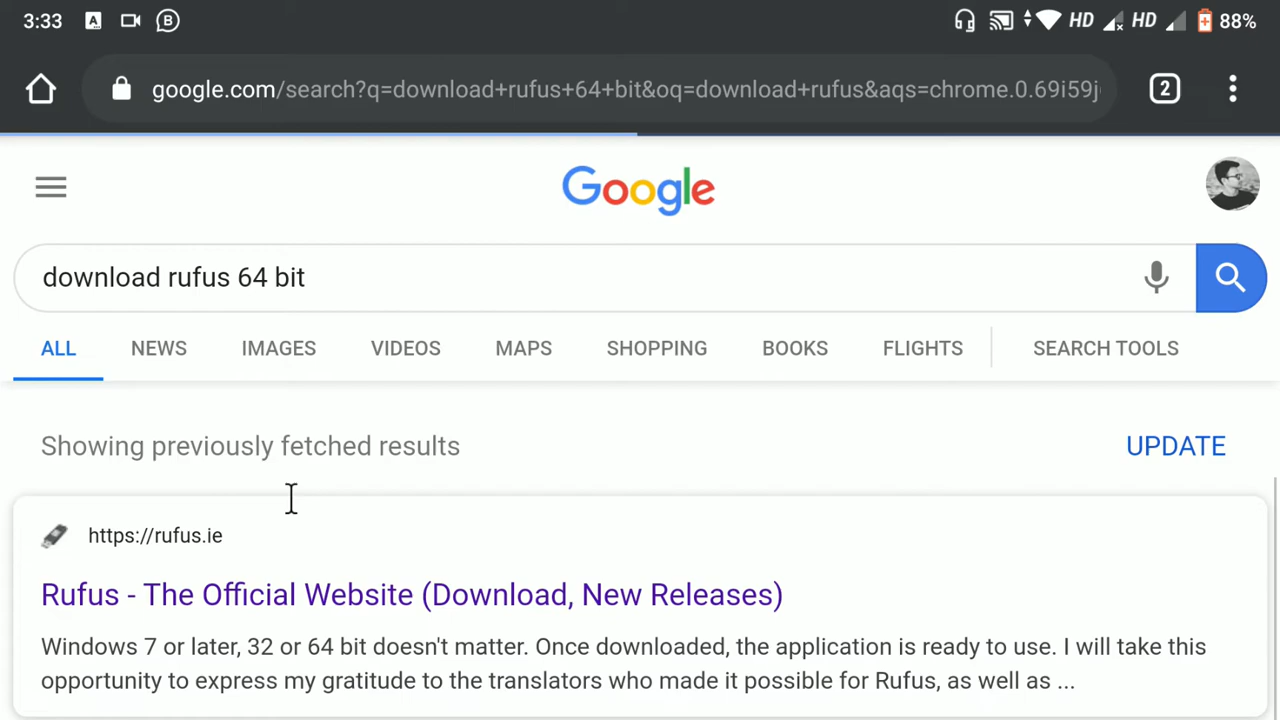 3:33 A B HD HD 88%
google.com/search?q=download+rufus+64+bit&oq=download+rufus&aqs=chrome.0.69i59j 2
Google
download rufus 64 bit
ALL NEWS IMAGES VIDEOS MAPS SHOPPING BOOKS FLIGHTS SEARCH TOOLS
Showing previously fetched results UPDATE
https://rufus.ie
Rufus - The Official Website (Download, New Releases)
Windows 7 or later, 32 or 64 bit doesn't matter. Once downloaded, the application is ready to use. I will take this
opportunity to express my gratitude to the translators who made it possible for Rufus, as well as ...